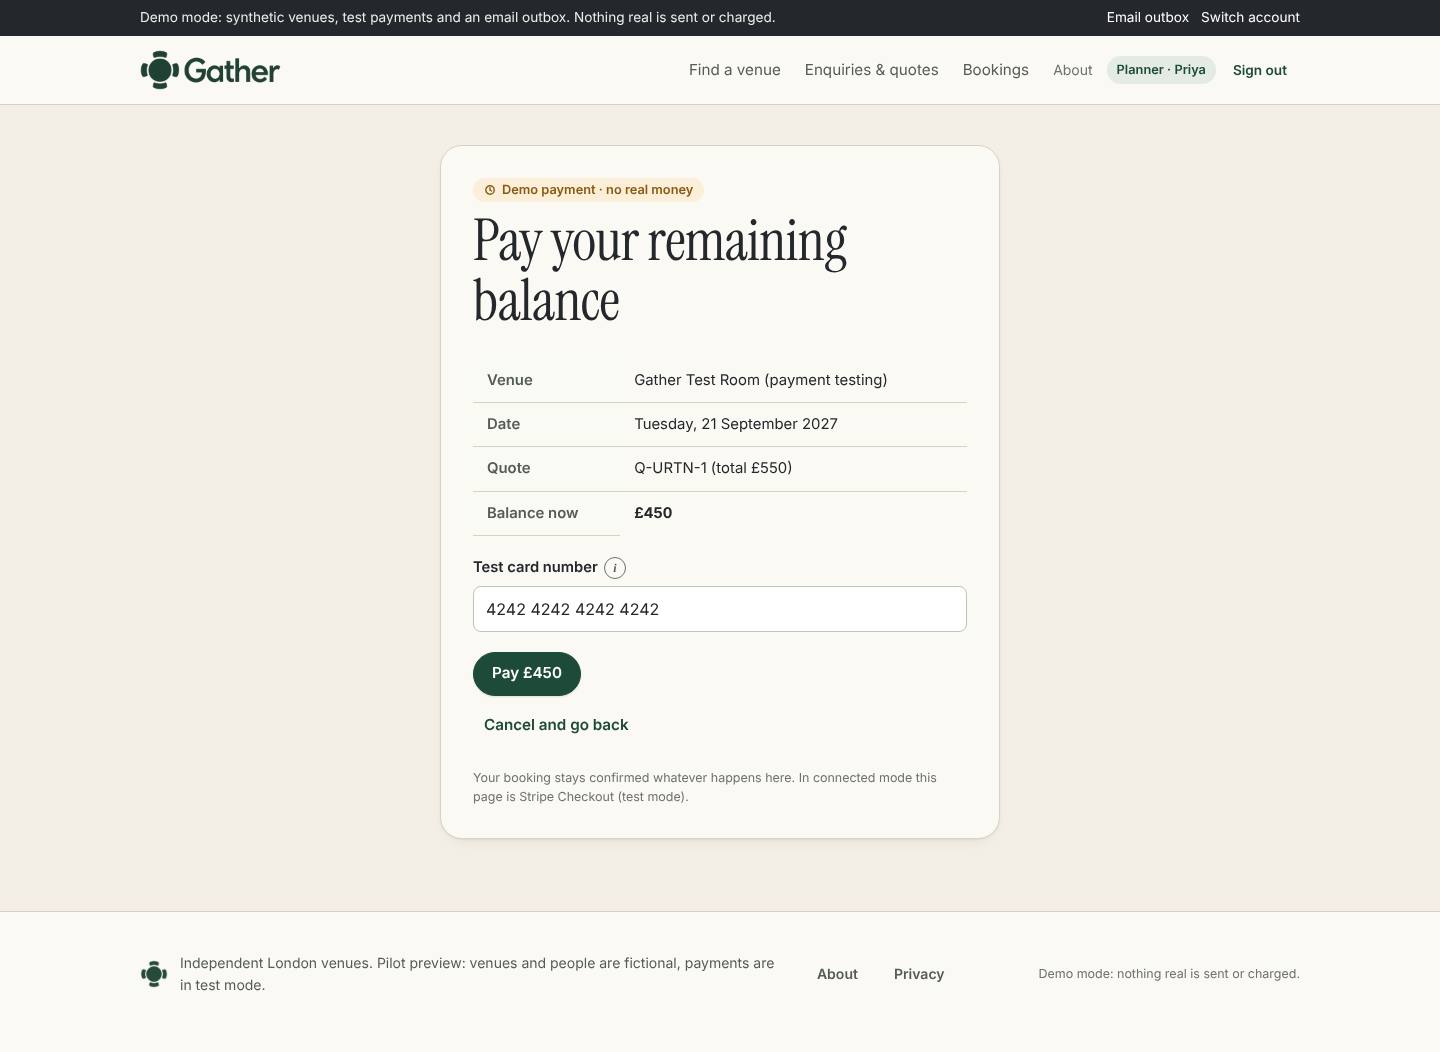 Demo mode: synthetic venues, test payments and an email outbox. Nothing real is sent or charged.
Email outbox
Switch account
Gather
Find a venue
Enquiries & quotes
Bookings
About
Planner · Priya
Sign out
Demo payment · no real money
Pay your remaining
balance
Venue
Gather Test Room (payment testing)
Date
Tuesday, 21 September 2027
Quote
Q-URTN-1 (total £550)
Balance now
£450
Test card number
i
4242 4242 4242 4242
Pay £450
Cancel and go back
Your booking stays confirmed whatever happens here. In connected mode this
page is Stripe Checkout (test mode).
Independent London venues. Pilot preview: venues and people are fictional, payments are
in test mode.
About
Privacy
Demo mode: nothing real is sent or charged.